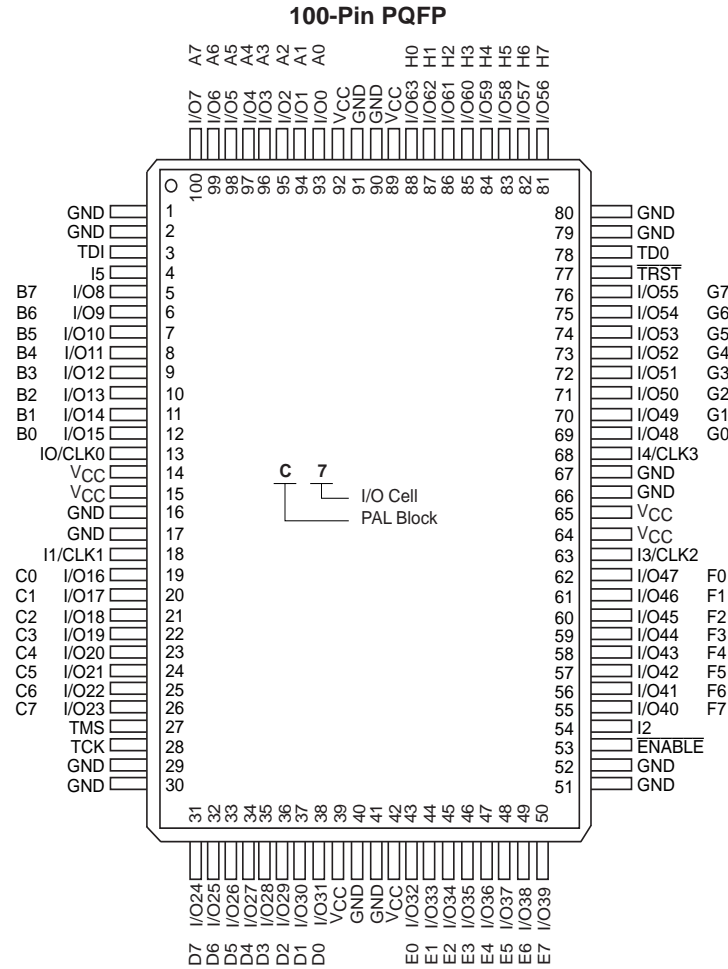 100-Pin PQFP
A7 A6 A5 A4 A3 A2 A1 A0 H0 H1 H2 H3 H4 H5 H6 H7
I/O7 I/O6 I/O5 I/O4 I/O3 I/O2 I/O1 I/O0 VCC GND GND VCC I/O63 I/O62 I/O61 I/O60 I/O59 I/O58 I/O57 I/O56
100 99 98 97 96 95 94 93 92 91 90 89 88 87 86 85 84 83 82 81
GND 1 80 GND
GND 2 79 GND
TDI 3 78 TD0
I5 4 77 TRST
B7 I/O8 5 76 I/O55 G7
B6 I/O9 6 75 I/O54 G6
B5 I/O10 7 74 I/O53 G5
B4 I/O11 8 73 I/O52 G4
B3 I/O12 9 72 I/O51 G3
B2 I/O13 10 71 I/O50 G2
B1 I/O14 11 70 I/O49 G1
B0 I/O15 12 69 I/O48 G0
IO/CLK0 13 68 I4/CLK3
VCC 14 67 GND
VCC 15 66 GND
GND 16 65 VCC
GND 17 64 VCC
I1/CLK1 18 63 I3/CLK2
C0 I/O16 19 62 I/O47 F0
C1 I/O17 20 61 I/O46 F1
C2 I/O18 21 60 I/O45 F2
C3 I/O19 22 59 I/O44 F3
C4 I/O20 23 58 I/O43 F4
C5 I/O21 24 57 I/O42 F5
C6 I/O22 25 56 I/O41 F6
C7 I/O23 26 55 I/O40 F7
TMS 27 54 I2
TCK 28 53 ENABLE
GND 29 52 GND
GND 30 51 GND
C 7
I/O Cell
PAL Block
31 32 33 34 35 36 37 38 39 40 41 42 43 44 45 46 47 48 49 50
I/O24 I/O25 I/O26 I/O27 I/O28 I/O29 I/O30 I/O31 VCC GND GND VCC I/O32 I/O33 I/O34 I/O35 I/O36 I/O37 I/O38 I/O39
D7 D6 D5 D4 D3 D2 D1 D0 E0 E1 E2 E3 E4 E5 E6 E7